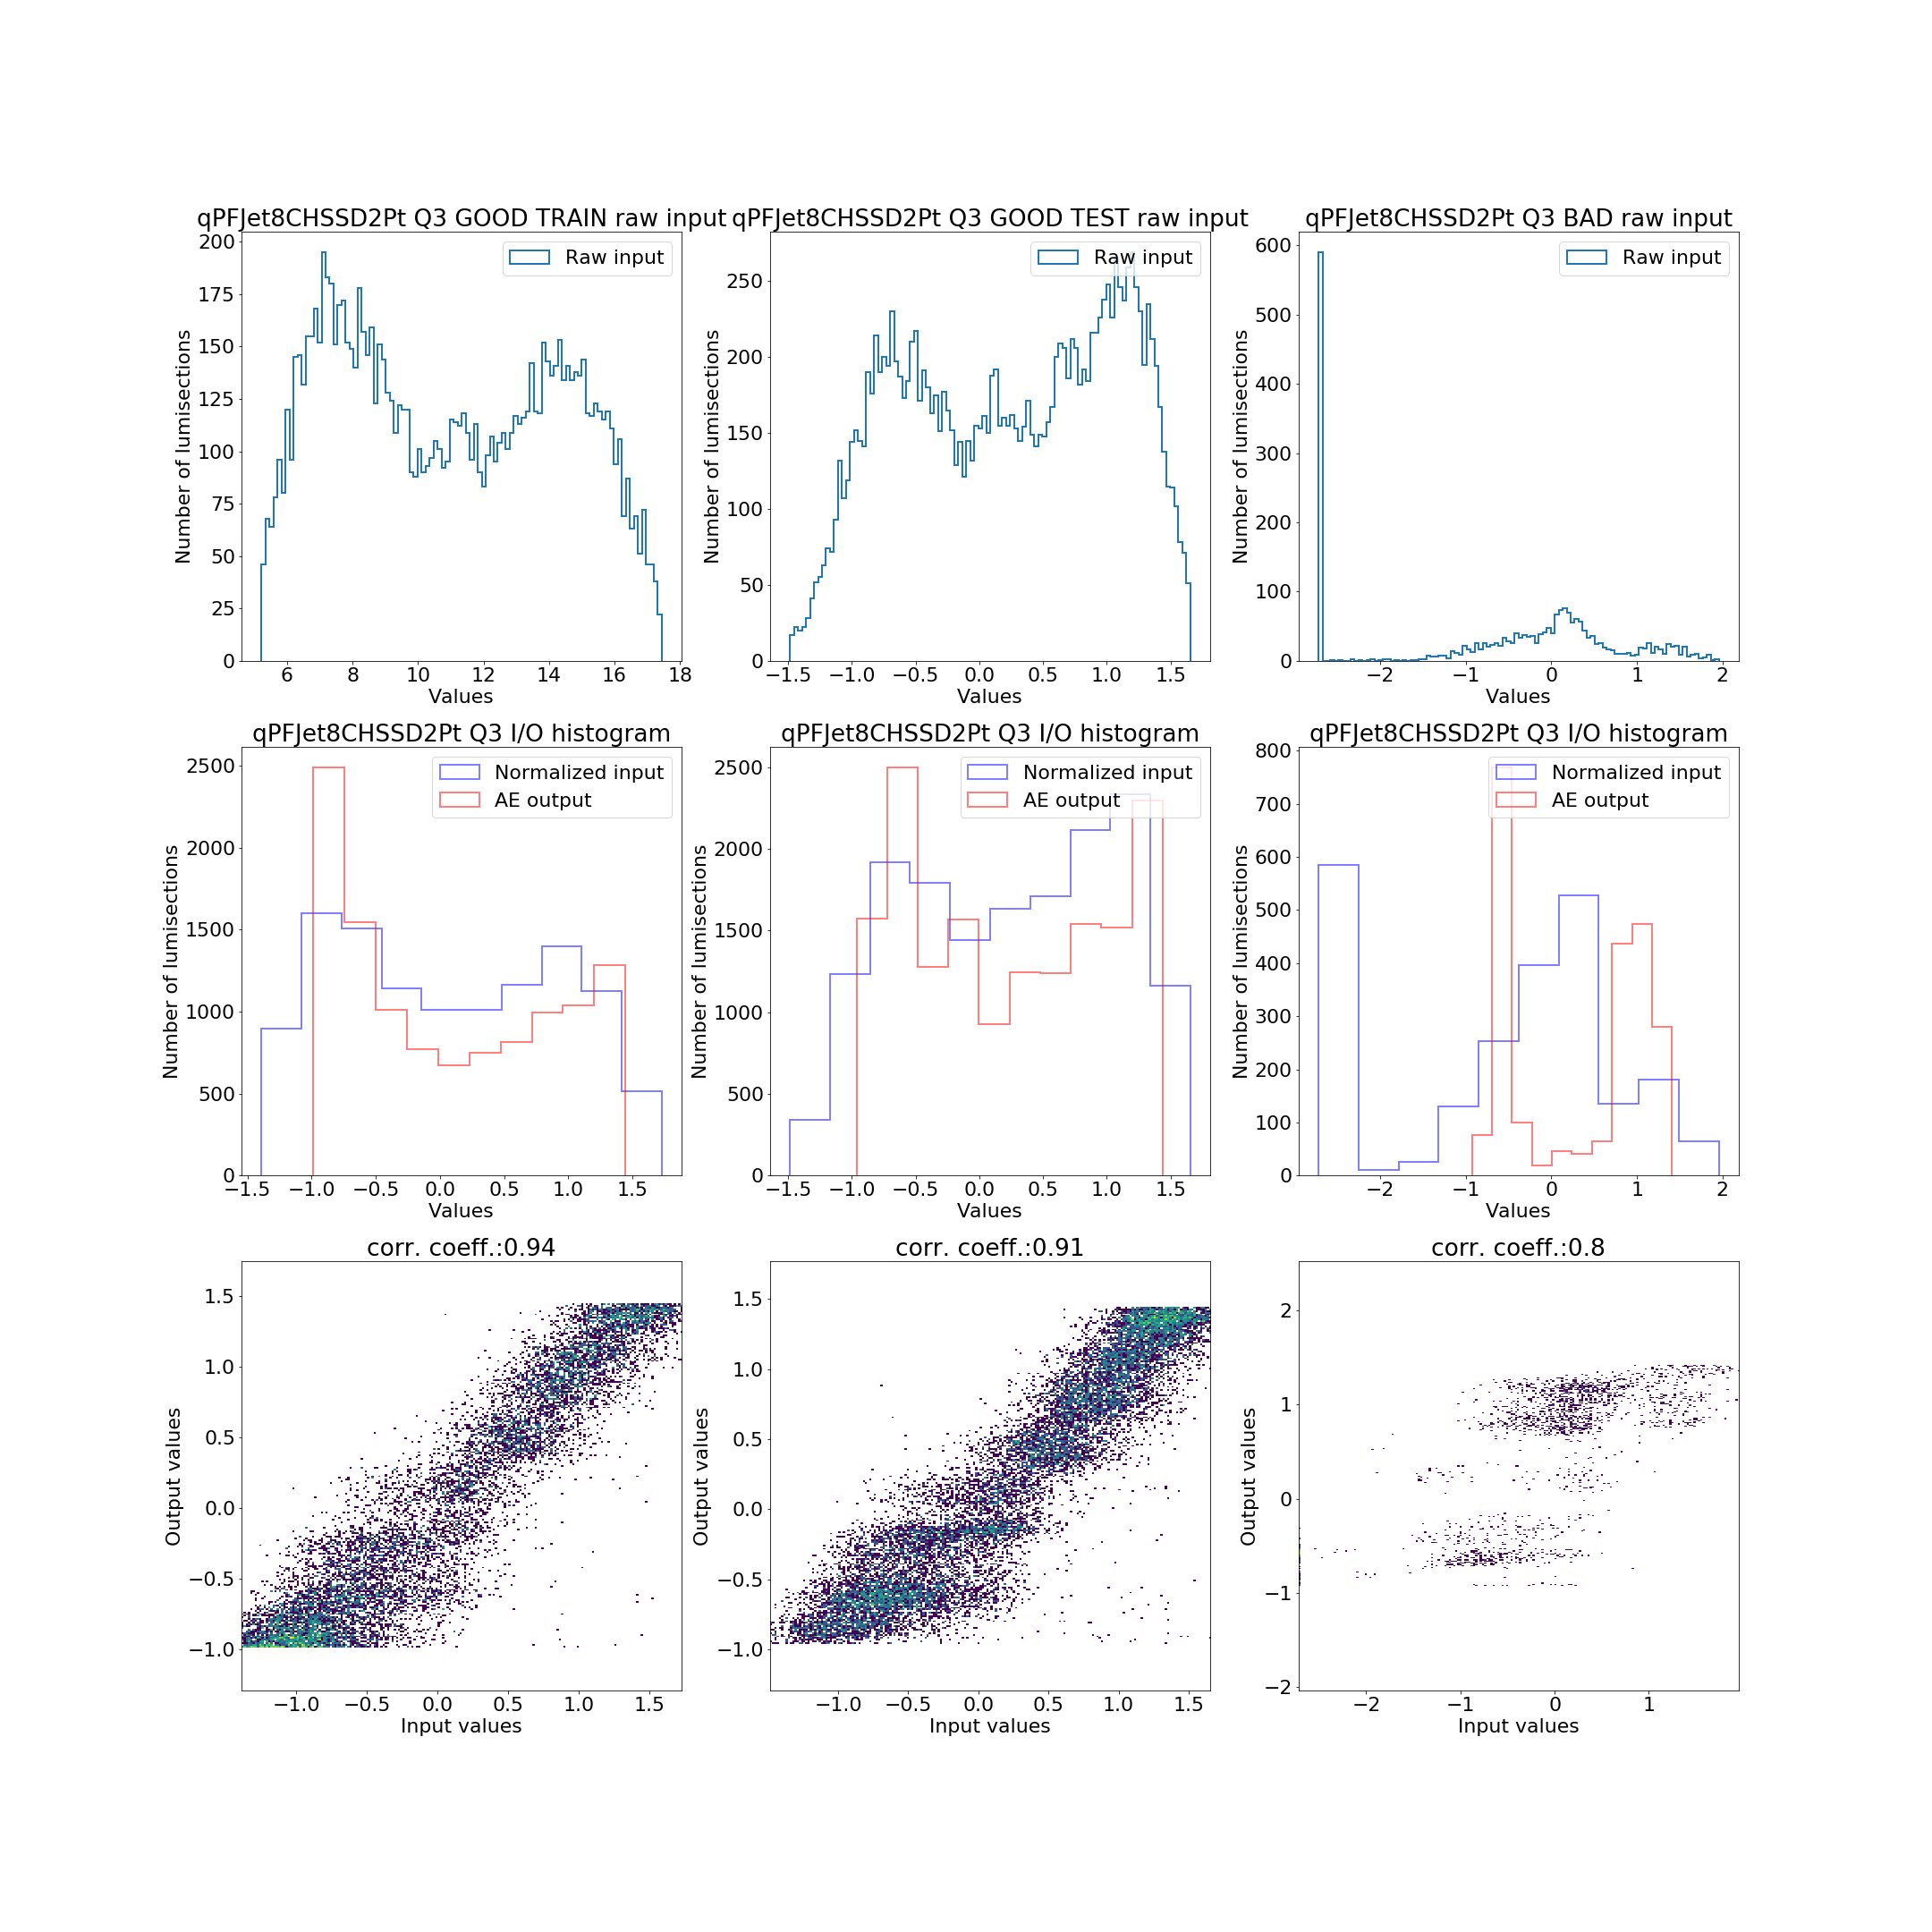 qPFJet8CHSSD2Pt Q3 GOOD TRAIN raw input
Raw input
Number of lumisections
200
175
150
125
100
75
50
25
0
6 8 10 12 14 16 18
Values
qPFJet8CHSSD2Pt Q3 GOOD TEST raw input
Raw input
Number of lumisections
250
200
150
100
50
0
−1.5 −1.0 −0.5 0.0 0.5 1.0 1.5
Values
qPFJet8CHSSD2Pt Q3 BAD raw input
Raw input
Number of lumisections
600
500
400
300
200
100
0
−2 −1 0 1 2
Values
qPFJet8CHSSD2Pt Q3 I/O histogram
Normalized input
AE output
Number of lumisections
2500
2000
1500
1000
500
0
−1.5 −1.0 −0.5 0.0 0.5 1.0 1.5
Values
qPFJet8CHSSD2Pt Q3 I/O histogram
Normalized input
AE output
Number of lumisections
2500
2000
1500
1000
500
0
−1.5 −1.0 −0.5 0.0 0.5 1.0 1.5
Values
qPFJet8CHSSD2Pt Q3 I/O histogram
Normalized input
AE output
Number of lumisections
800
700
600
500
400
300
200
100
0
−2 −1 0 1 2
Values
corr. coeff.:0.94
Output values
1.5
1.0
0.5
0.0
−0.5
−1.0
−1.0 −0.5 0.0 0.5 1.0 1.5
Input values
corr. coeff.:0.91
Output values
1.5
1.0
0.5
0.0
−0.5
−1.0
−1.0 −0.5 0.0 0.5 1.0 1.5
Input values
corr. coeff.:0.8
Output values
2
1
0
−1
−2
−2 −1 0 1
Input values